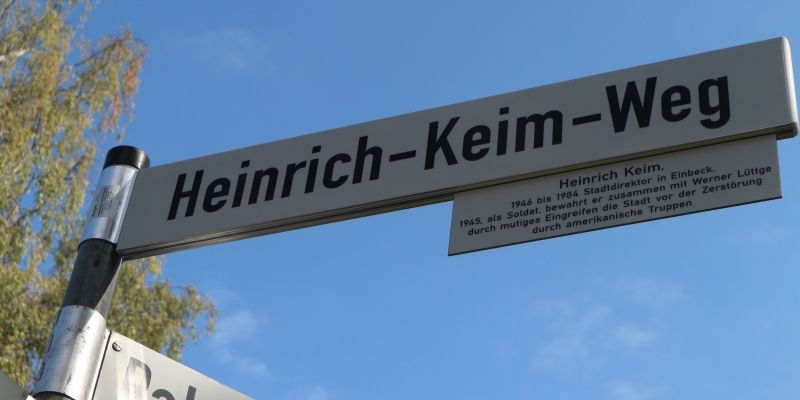 Heinrich-Keim-Weg
Heinrich Keim,
1946 bis 1984 Stadtdirektor in Einbeck.
1945, als Soldat, bewahrt er zusammen mit Werner Lüttge
durch mutiges Eingreifen die Stadt vor der Zerstörung
durch amerikanische Truppen